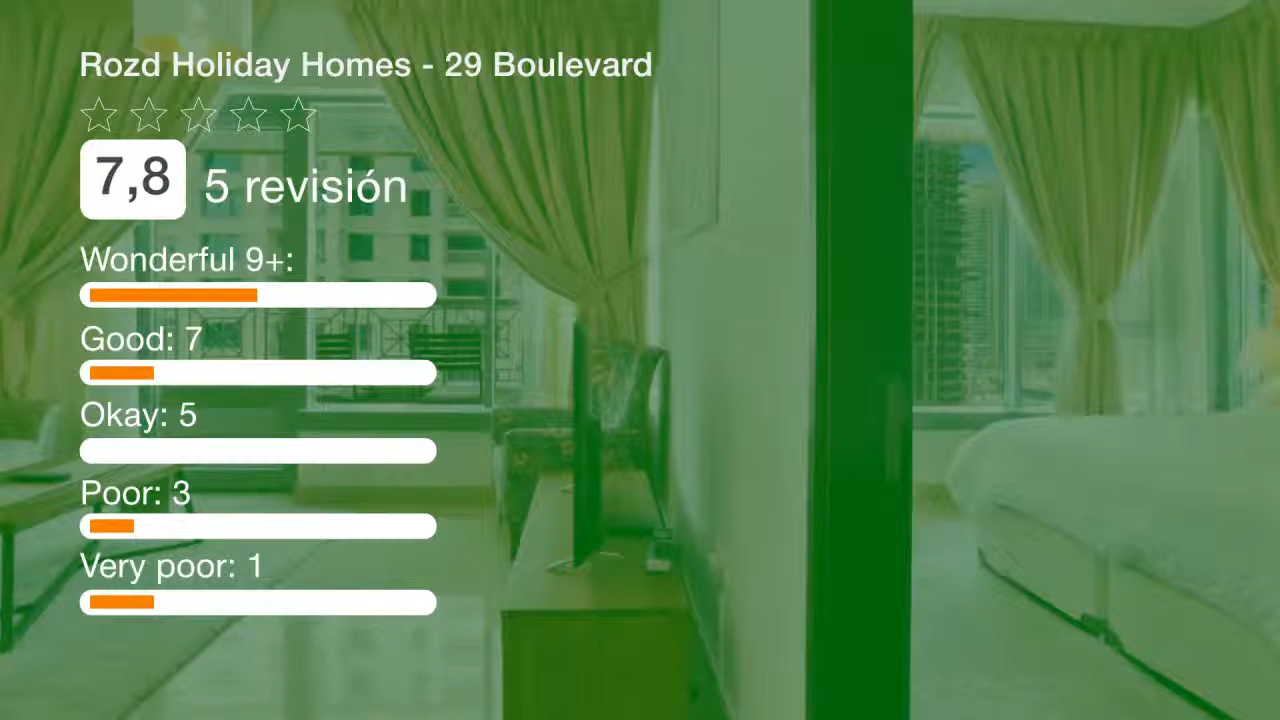 Rozd Holiday Homes - 29 Boulevard
7,8 5 revisión
Wonderful 9+:
Good: 7
Okay: 5
Poor: 3
Very poor: 1